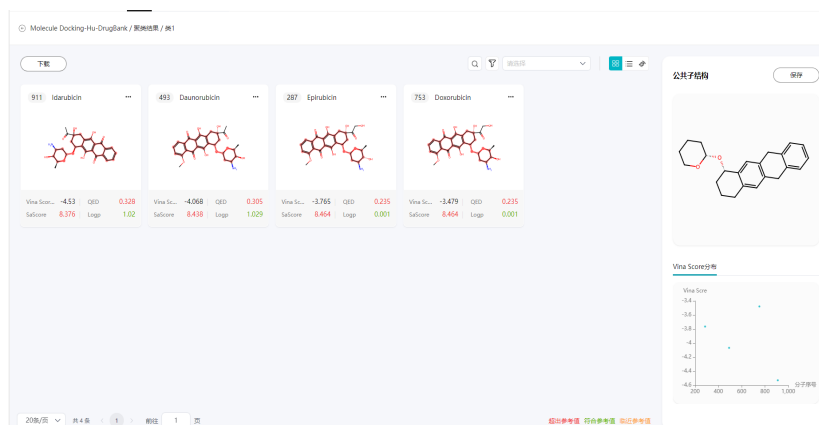 Molecule Docking-Hu-DrugBank / 聚类结果 / 类1
下载
请选择
911 Idarubicin ...
Vina Scor... -4.53 QED 0.328
SaScore 8.376 Logp 1.02
493 Daunorubicin ...
Vina Sc... -4.068 QED 0.305
SaScore 8.438 Logp 1.029
287 Epirubicin ...
Vina Sc... -3.765 QED 0.235
SaScore 8.464 Logp 0.001
753 Doxorubicin ...
Vina Sc... -3.479 QED 0.235
SaScore 8.464 Logp 0.001
20条/页 共 4 条 1 前往 1 页
超出参考值 符合参考值 临近参考值
公共子结构 保存
Vina Score分布
Vina Score
-3.4
-3.6
-3.8
-4
-4.2
-4.4
-4.6
200 400 600 800 1,000 分子序号